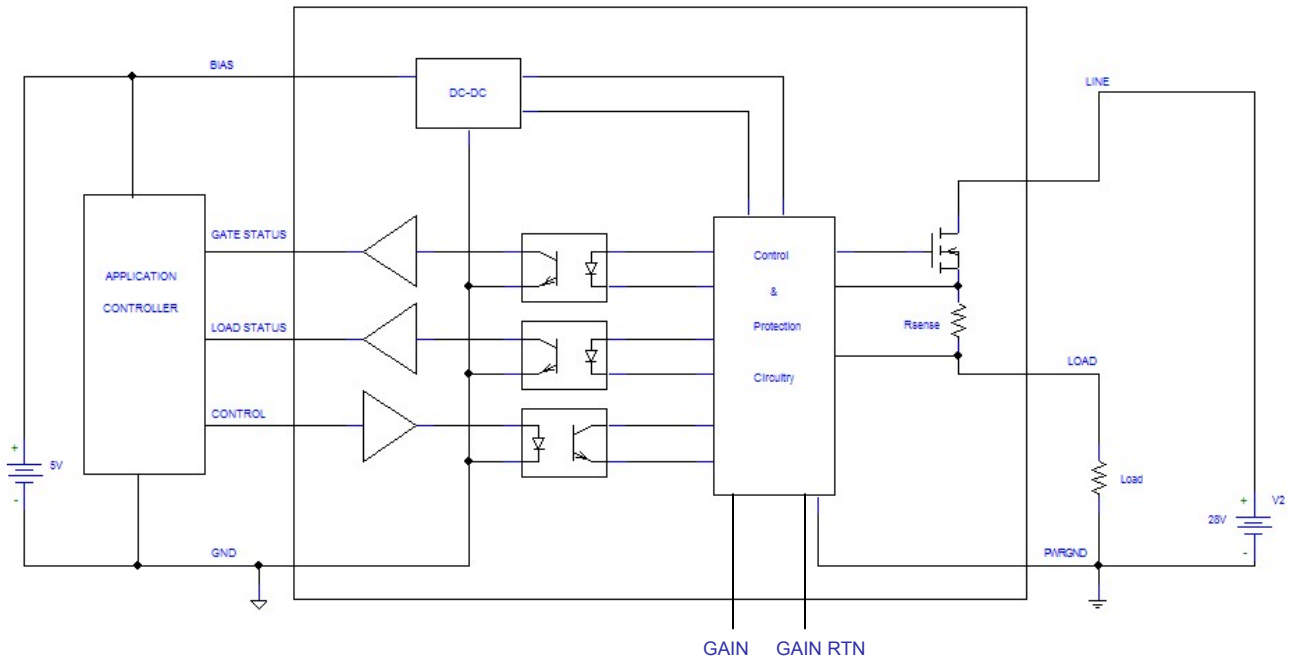 BIAS
DC-DC
LINE
GATE STATUS
APPLICATION
CONTROLLER
LOAD STATUS
CONTROL
Control
&
Protection
Circuitry
Rsense
LOAD
+
5V
-
Load
+
V2
28V
-
GND
PWRGND
GAIN
GAIN RTN